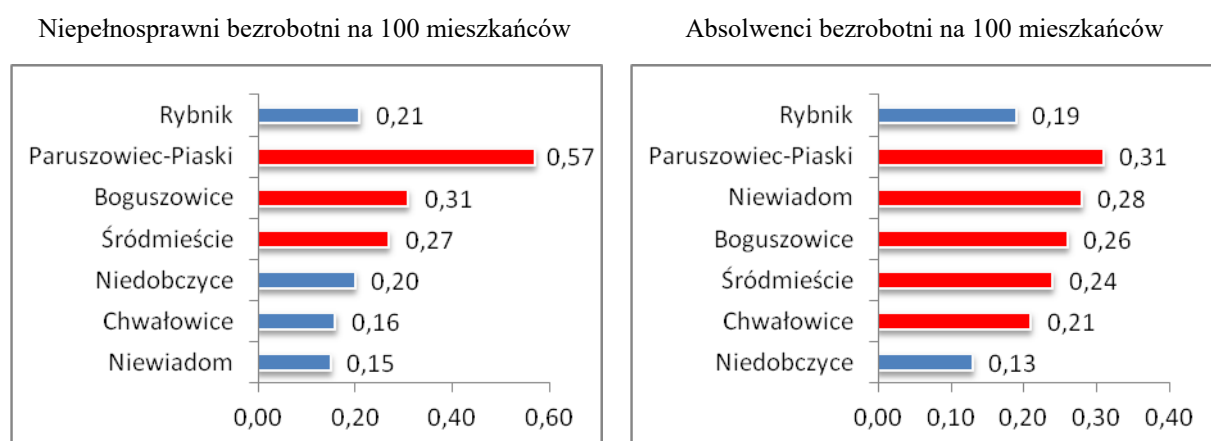 Niepełnosprawni bezrobotni na 100 mieszkańców
Rybnik 0,21
Paruszowiec-Piaski 0,57
Boguszowice 0,31
Śródmieście 0,27
Niedobczyce 0,20
Chwałowice 0,16
Niewiadom 0,15
0,00 0,20 0,40 0,60
Absolwenci bezrobotni na 100 mieszkańców
Rybnik 0,19
Paruszowiec-Piaski 0,31
Niewiadom 0,28
Boguszowice 0,26
Śródmieście 0,24
Chwałowice 0,21
Niedobczyce 0,13
0,00 0,10 0,20 0,30 0,40